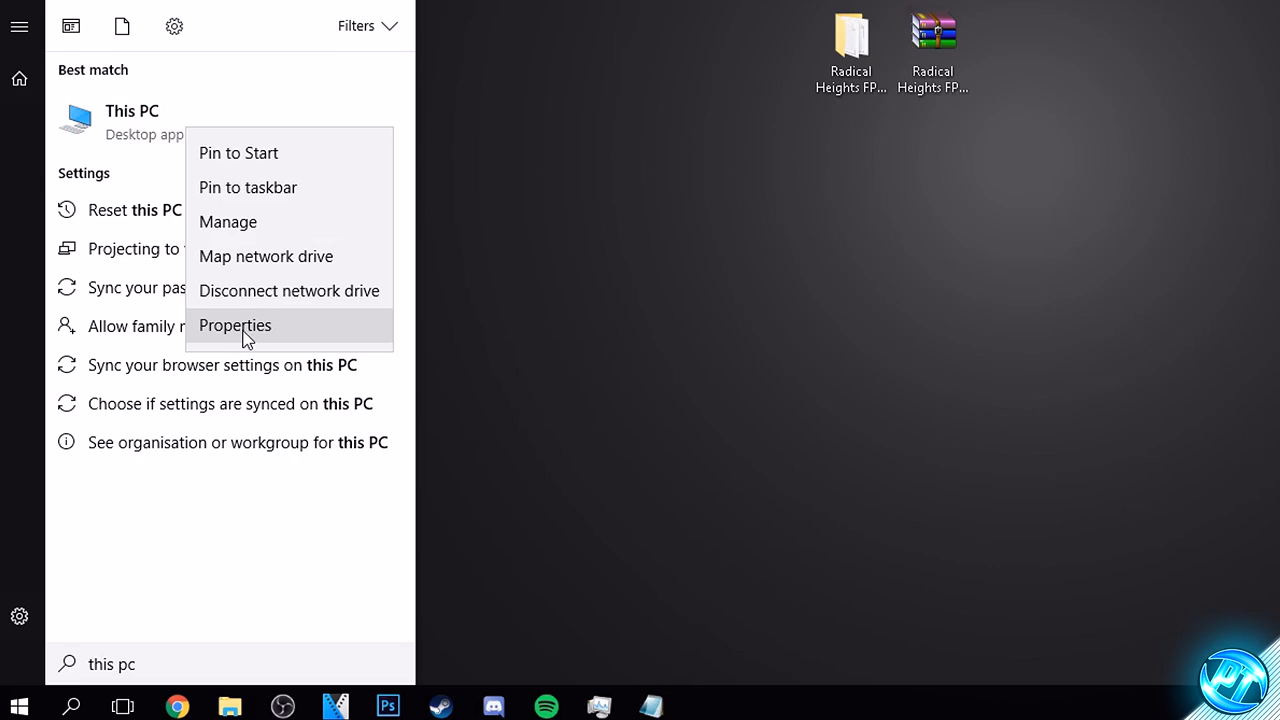 Filters
Best match
This PC
Desktop app
Settings
Reset this PC
Projecting to
Sync your
Allow family
Sync your browser settings on this PC
Choose if settings are synced on this PC
See organisation or workgroup for this PC
Pin to Start
Pin to taskbar
Manage
Map network drive
Disconnect network drive
Properties
this pc
Radical
Heights FP...
Radical
Heights FP...
Ps
PT